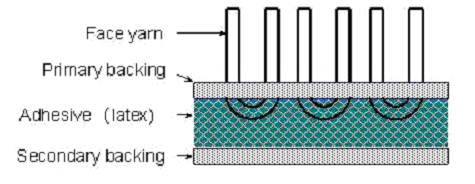 Face yarn
Primary backing
Adhesive (latex)
Secondary backing